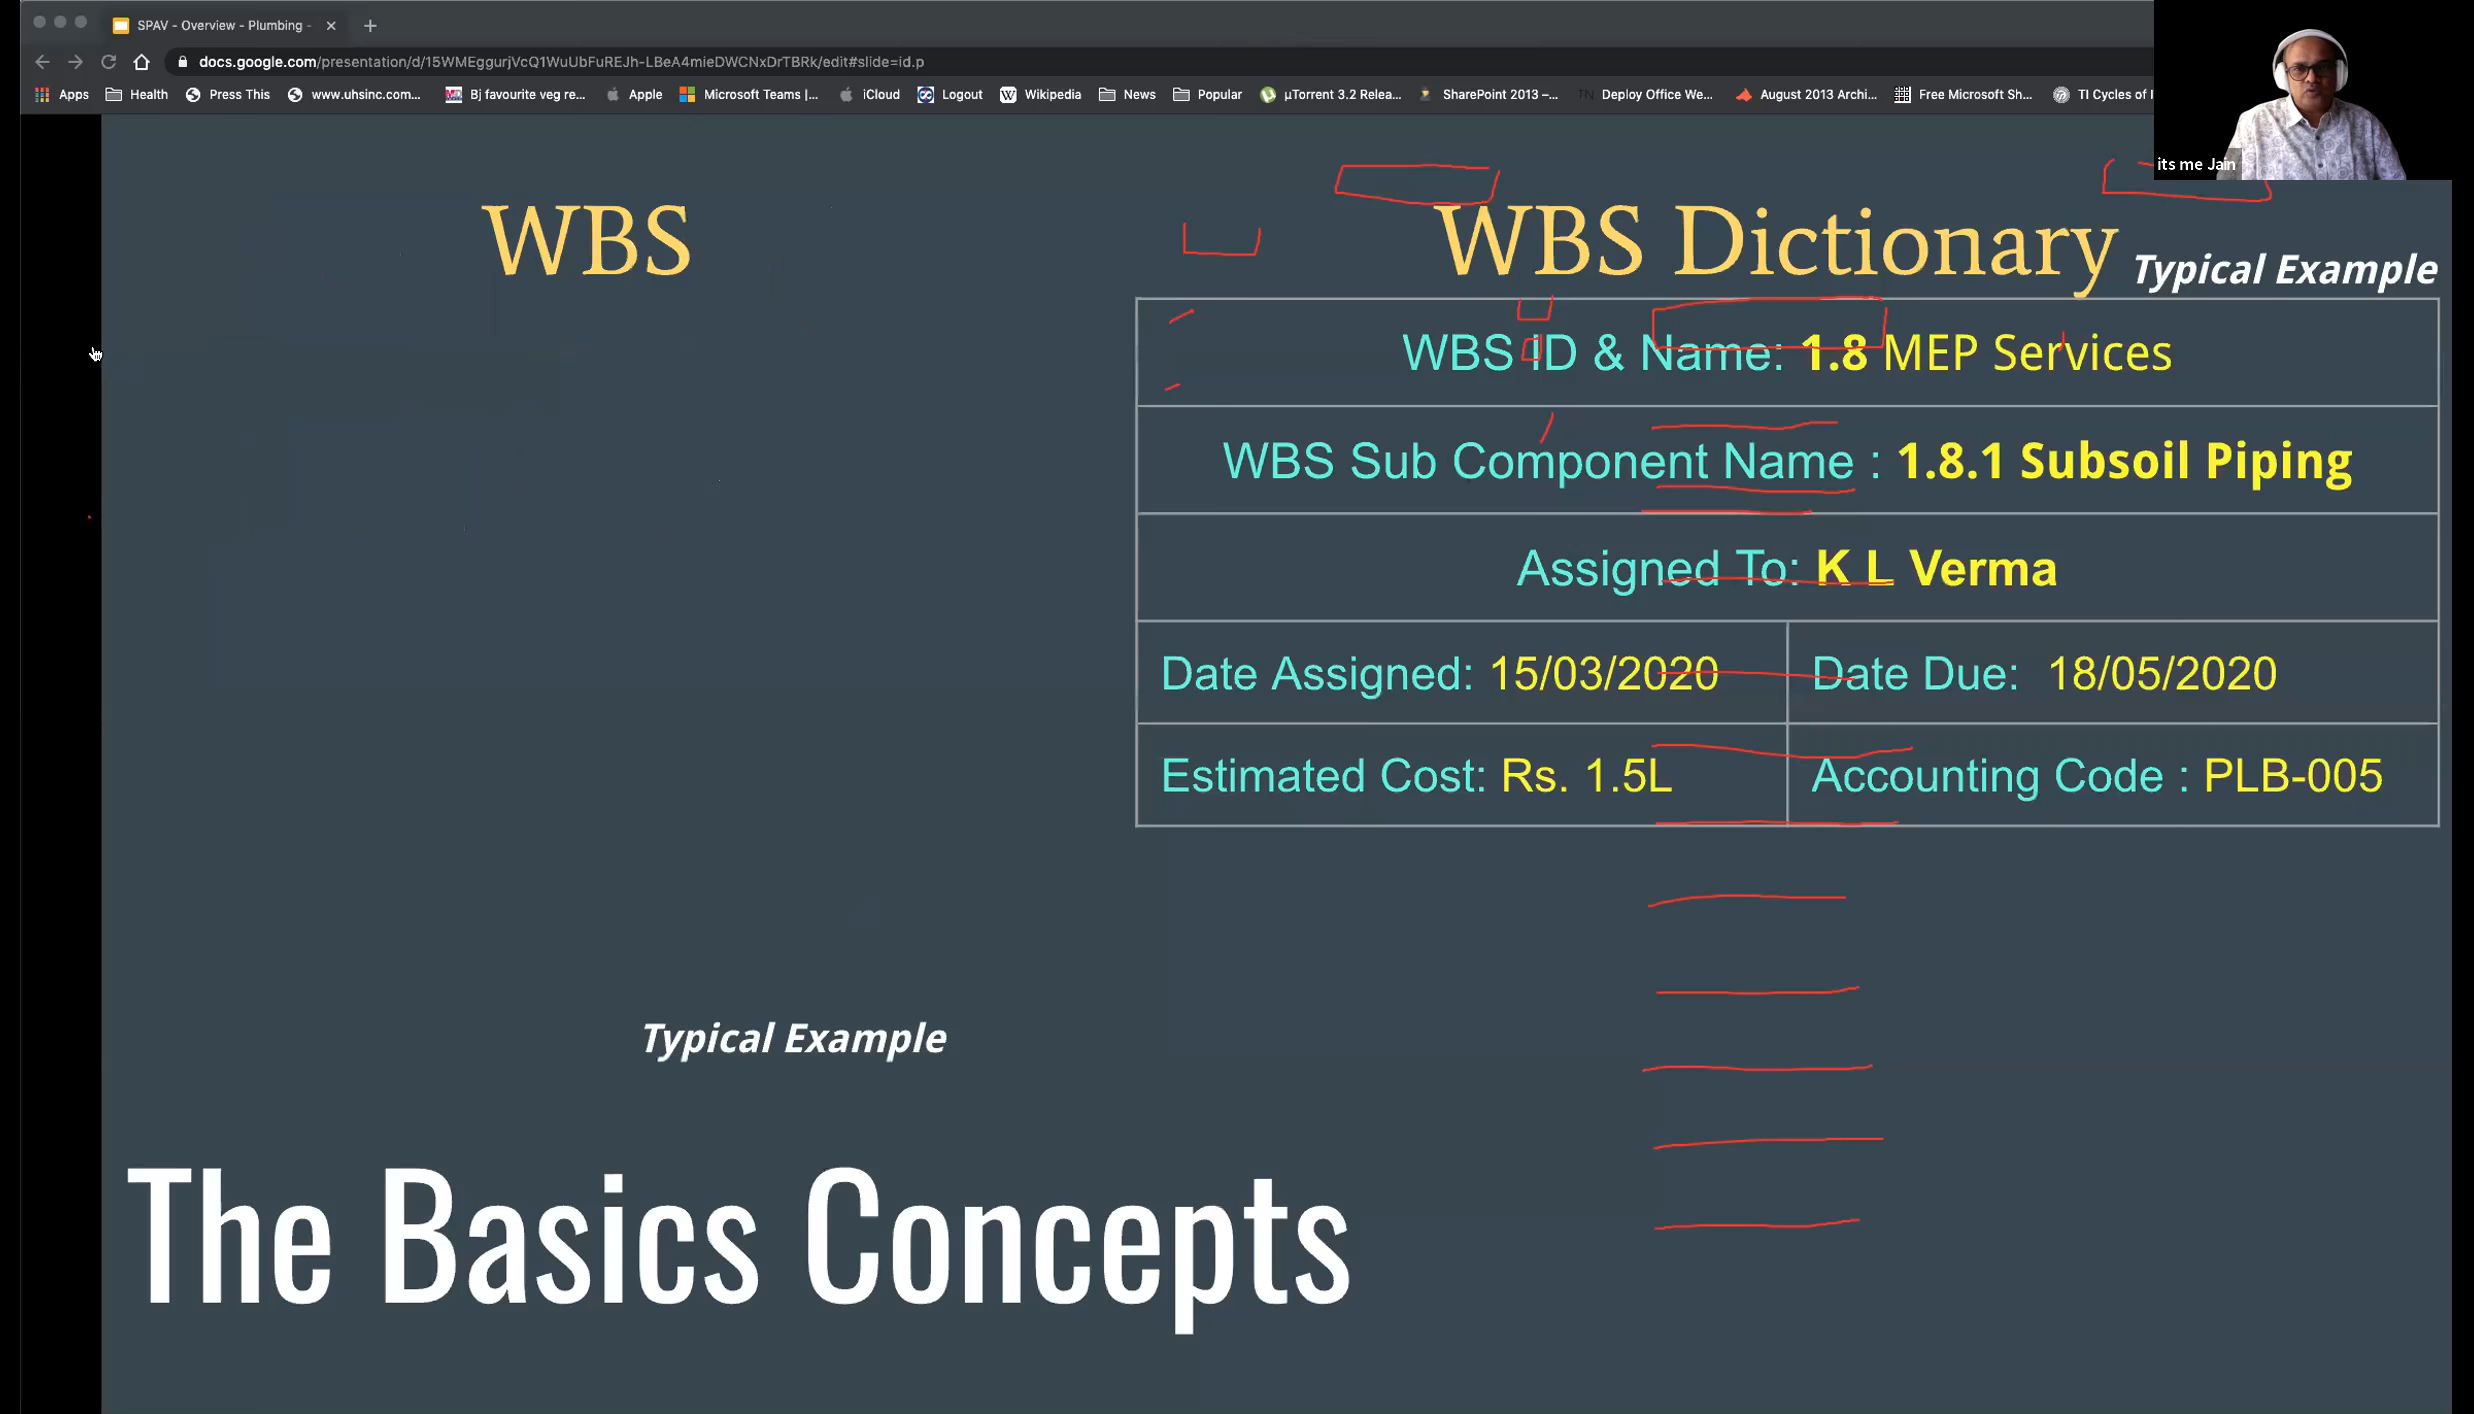 SPAV - Overview - Plumbing -
docs.google.com/presentation/d/15WMEggurjVcQ1WuUbFuREJh-LBeA4mieDWCNxDrTBRk/edit#slide=id.p
Apps Health Press This www.uhsinc.com... Bj favourite veg re... Apple Microsoft Teams |... iCloud Logout Wikipedia News Popular µTorrent 3.2 Relea... SharePoint 2013 –... Deploy Office We... August 2013 Archi... Free Microsoft Sh... TI Cycles of I
its me Jain
WBS
WBS Dictionary Typical Example
WBS ID & Name: 1.8 MEP Services
WBS Sub Component Name : 1.8.1 Subsoil Piping
Assigned To: K L Verma
Date Assigned: 15/03/2020 Date Due: 18/05/2020
Estimated Cost: Rs. 1.5L Accounting Code : PLB-005
Typical Example
The Basics Concepts